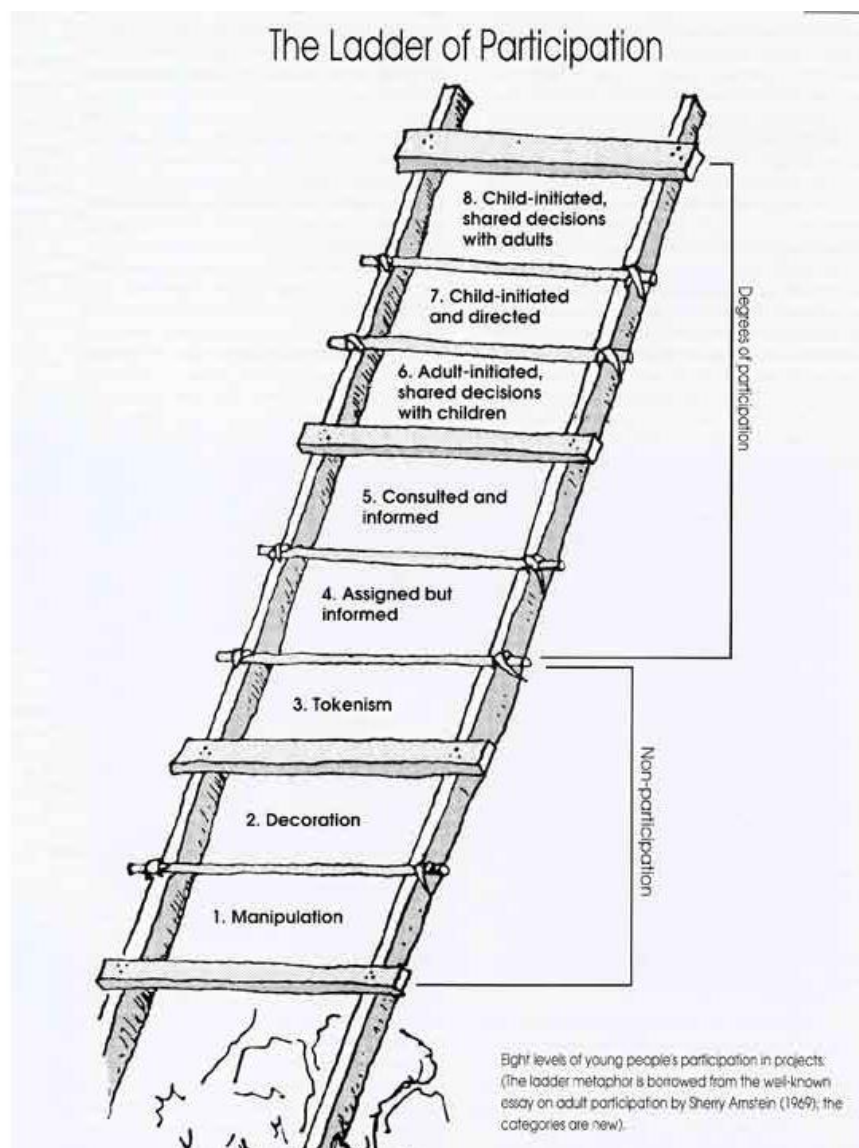 The Ladder of Participation
8. Child-initiated,
shared decisions
with adults
7. Child-initiated
and directed
6. Adult-initiated,
shared decisions
with children
5. Consulted and
informed
4. Assigned but
informed
3. Tokenism
2. Decoration
1. Manipulation
Degrees of participation
Non-participation
Eight levels of young people's participation in projects:
(The ladder metaphor is borrowed from the well-known
essay on adult participation by Sherry Arnstein (1969); the
categories are new).